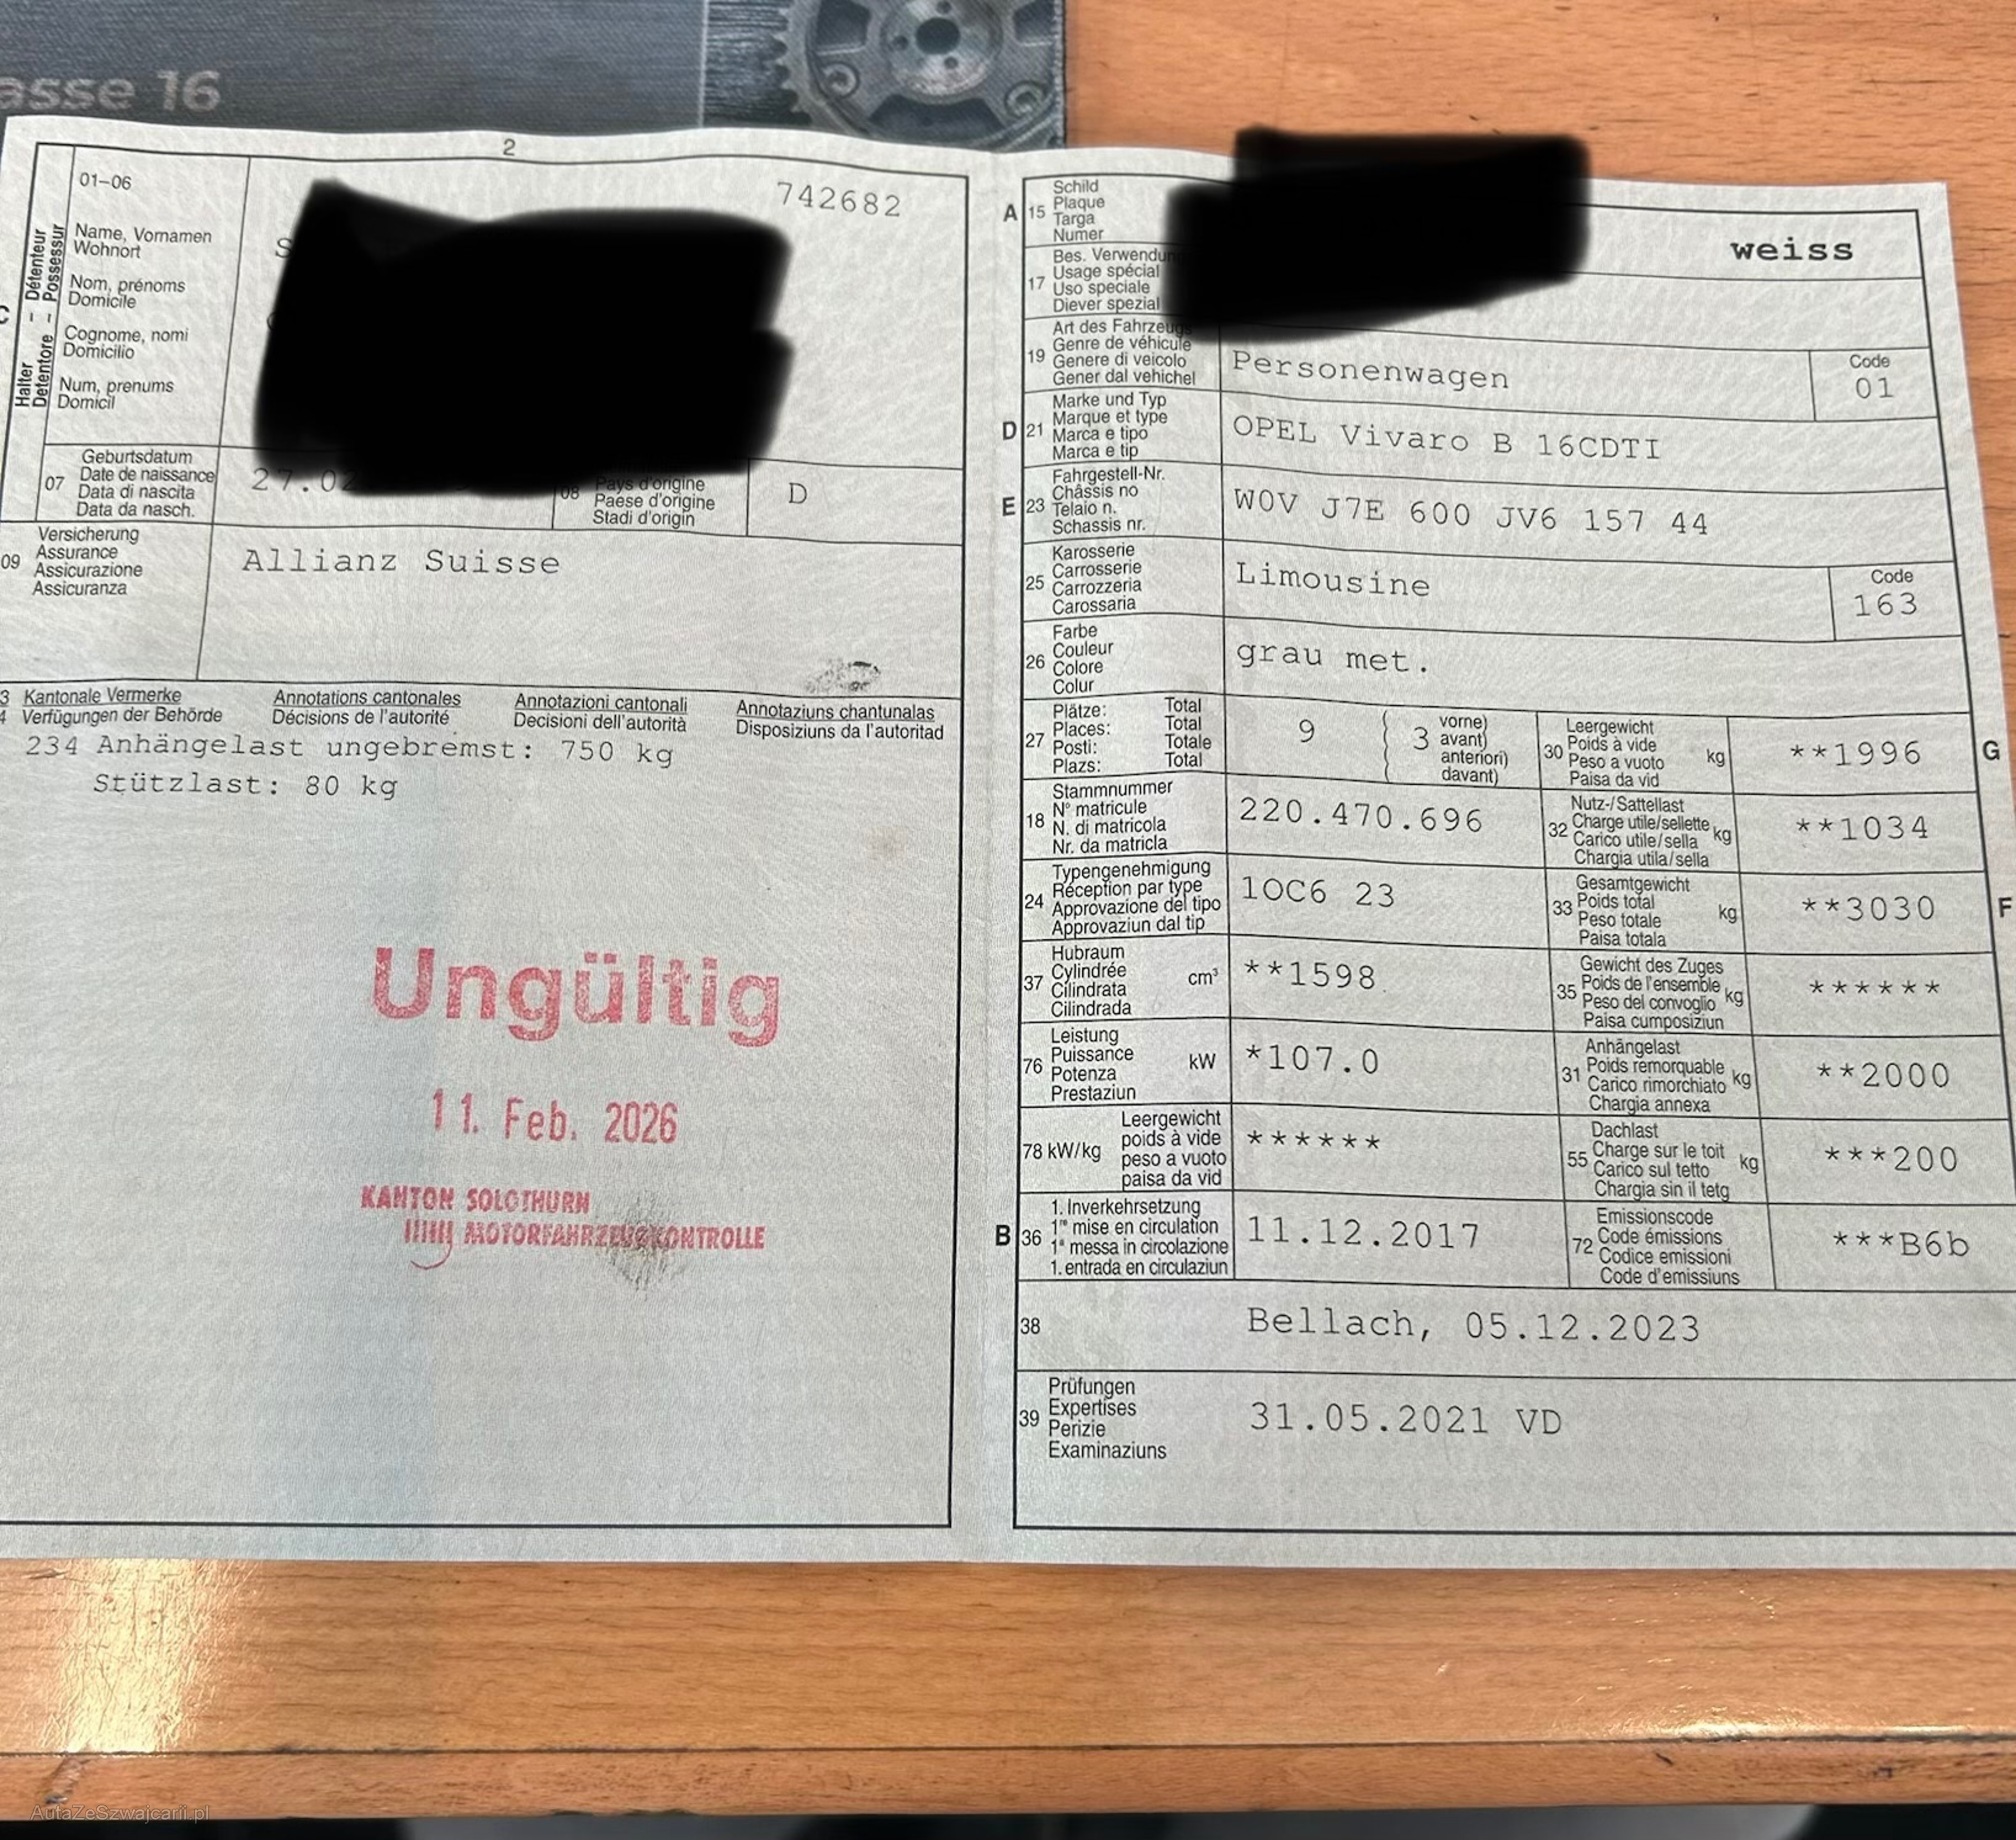 asse 16
2
01-06
742682
Name, Vornamen
Wohnort
Nom, prénoms
Domicile
Cognome, nomi
Domicilio
Num, prenums
Domicil
C
Halter – Détenteur
Detentore – Possessur
S
07
Geburtsdatum
Date de naissance
Data di nascita
Data da nasch.
27.02
08
Pays d'origine
Paese d'origine
Stadi d'origin
D
09
Versicherung
Assurance
Assicurazione
Assicuranza
Allianz Suisse
3 Kantonale Vermerke Annotations cantonales Annotazioni cantonali Annotaziuns chantunalas
4 Verfügungen der Behörde Décisions de l'autorité Decisioni dell'autorità Disposiziuns da l'autoritad
234 Anhängelast ungebremst: 750 kg
Stützlast: 80 kg
Ungültig
11. Feb. 2026
KANTON SOLOTHURN
MOTORFAHRZEUGKONTROLLE
A 15
Schild
Plaque
Targa
Numer
weiss
17
Bes. Verwendun
Usage spécial
Uso speciale
Diever spezial
19
Art des Fahrzeugs
Genre de véhicule
Genere di veicolo
Gener dal vehichel
Personenwagen
Code
01
D 21
Marke und Typ
Marque et type
Marca e tipo
Marca e tip
OPEL Vivaro B 16CDTI
E 23
Fahrgestell-Nr.
Châssis no
Telaio n.
Schassis nr.
W0V J7E 600 JV6 157 44
25
Karosserie
Carrosserie
Carrozzeria
Carossaria
Limousine
Code
163
26
Farbe
Couleur
Colore
Colur
grau met.
27
Plätze: Total
Places: Total
Posti: Totale
Plazs: Total
9
3
vorne)
avant)
anteriori)
davant)
30
Leergewicht
Poids à vide
Peso a vuoto
Paisa da vid
kg
**1996
G
18
Stammnummer
N° matricule
N. di matricola
Nr. da matricla
220.470.696
32
Nutz-/Sattellast
Charge utile/sellette
Carico utile/sella
Chargia utila/sella
kg
**1034
24
Typengenehmigung
Réception par type
Approvazione del tipo
Approvaziun dal tip
1OC6 23
33
Gesamtgewicht
Poids total
Peso totale
Paisa totala
kg
**3030
F
37
Hubraum
Cylindrée
Cilindrata
Cilindrada
cm³
**1598
35
Gewicht des Zuges
Poids de l'ensemble
Peso del convoglio
Paisa cumposiziun
kg
******
76
Leistung
Puissance
Potenza
Prestaziun
kW
*107.0
31
Anhängelast
Poids remorquable
Carico rimorchiato
Chargia annexa
kg
**2000
78 kW/kg
Leergewicht
poids à vide
peso a vuoto
paisa da vid
******
55
Dachlast
Charge sur le toit
Carico sul tetto
Chargia sin il tetg
kg
***200
B 36
1. Inverkehrsetzung
1re mise en circulation
1a messa in circolazione
1. entrada en circulaziun
11.12.2017
72
Emissionscode
Code émissions
Codice emissioni
Code d'emissiuns
***B6b
38
Bellach, 05.12.2023
39
Prüfungen
Expertises
Perizie
Examinaziuns
31.05.2021 VD
AutaZeSzwajcarii.pl